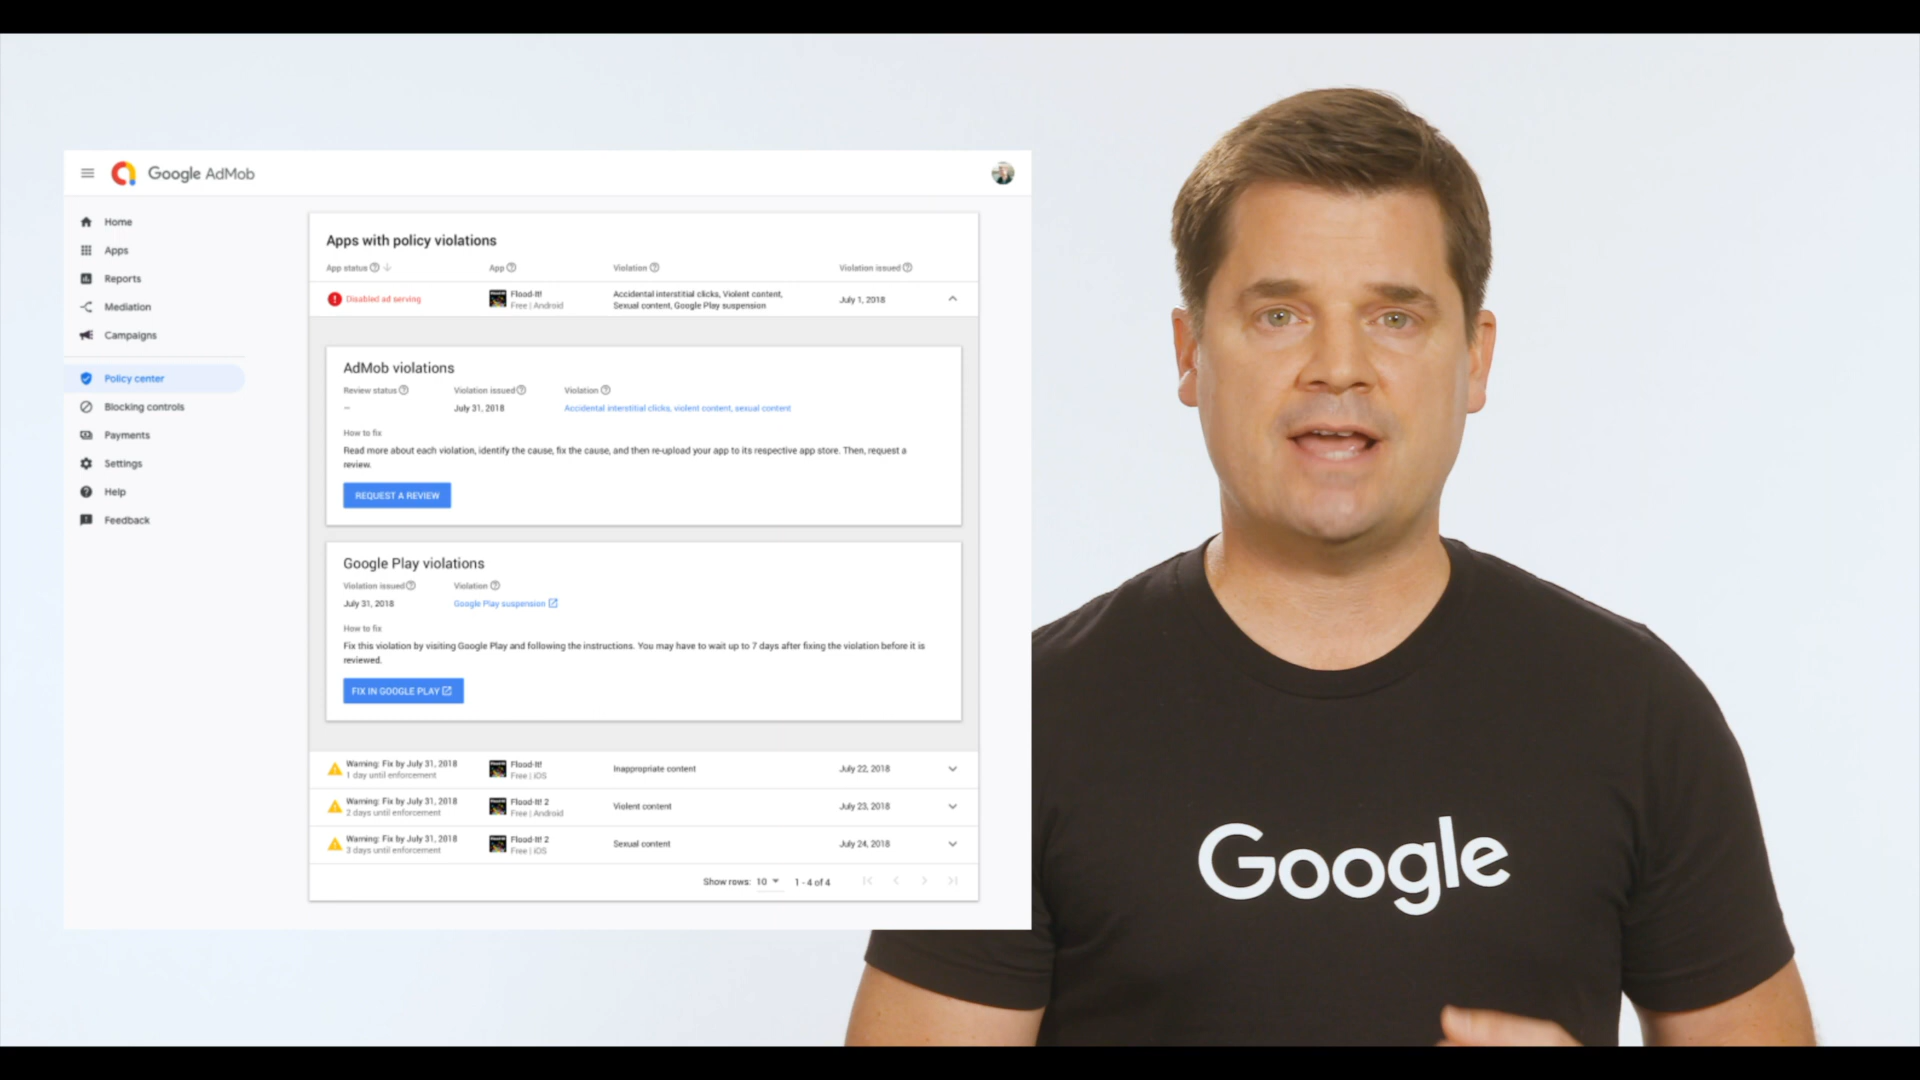 Google AdMob
Home
Apps
Reports
Mediation
Campaigns
Policy center
Blocking controls
Payments
Settings
Help
Feedback
Apps with policy violations
App status App Violation Violation issued
Disabled ad serving
Flood-It!
Free | Android
Accidental interstitial clicks, Violent content,
Sexual content, Google Play suspension
July 1, 2018
AdMob violations
Review status Violation issued Violation
– July 31, 2018 Accidental interstitial clicks, violent content, sexual content
How to fix
Read more about each violation, identify the cause, fix the cause, and then re-upload your app to its respective app store. Then, request a
review.
REQUEST A REVIEW
Google Play violations
Violation issued Violation
July 31, 2018 Google Play suspension
How to fix
Fix this violation by visiting Google Play and following the instructions. You may have to wait up to 7 days after fixing the violation before it is
reviewed.
FIX IN GOOGLE PLAY
Warning: Fix by July 31, 2018
1 day until enforcement
Flood-It!
Free | iOS
Inappropriate content
July 22, 2018
Warning: Fix by July 31, 2018
2 days until enforcement
Flood-It! 2
Free | Android
Violent content
July 23, 2018
Warning: Fix by July 31, 2018
3 days until enforcement
Flood-It! 2
Free | iOS
Sexual content
July 24, 2018
Show rows: 10 1 - 4 of 4
Google